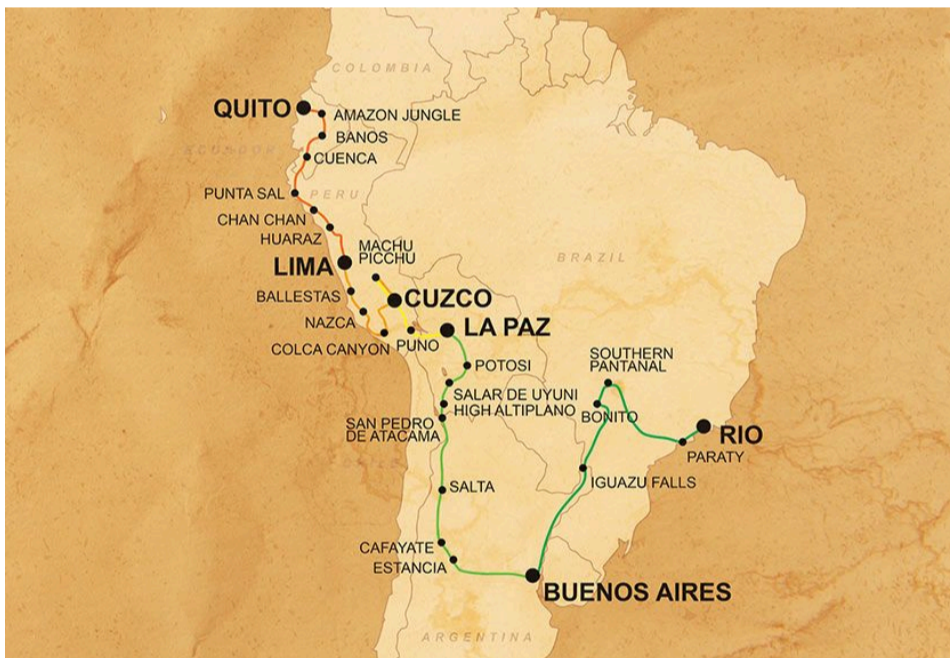 COLOMBIA
QUITO
AMAZON JUNGLE
BANOS
ECUADOR
CUENCA
PUNTA SAL
PERU
CHAN CHAN
HUARAZ
MACHU
PICCHU
LIMA
BRAZIL
BALLESTAS
CUZCO
NAZCA
LA PAZ
COLCA CANYON
PUNO
POTOSI
SOUTHERN
PANTANAL
SALAR DE UYUNI
HIGH ALTIPLANO
BONITO
SAN PEDRO
DE ATACAMA
RIO
PARATY
CHILE
IGUAZU FALLS
SALTA
CAFAYATE
ESTANCIA
BUENOS AIRES
ARGENTINA